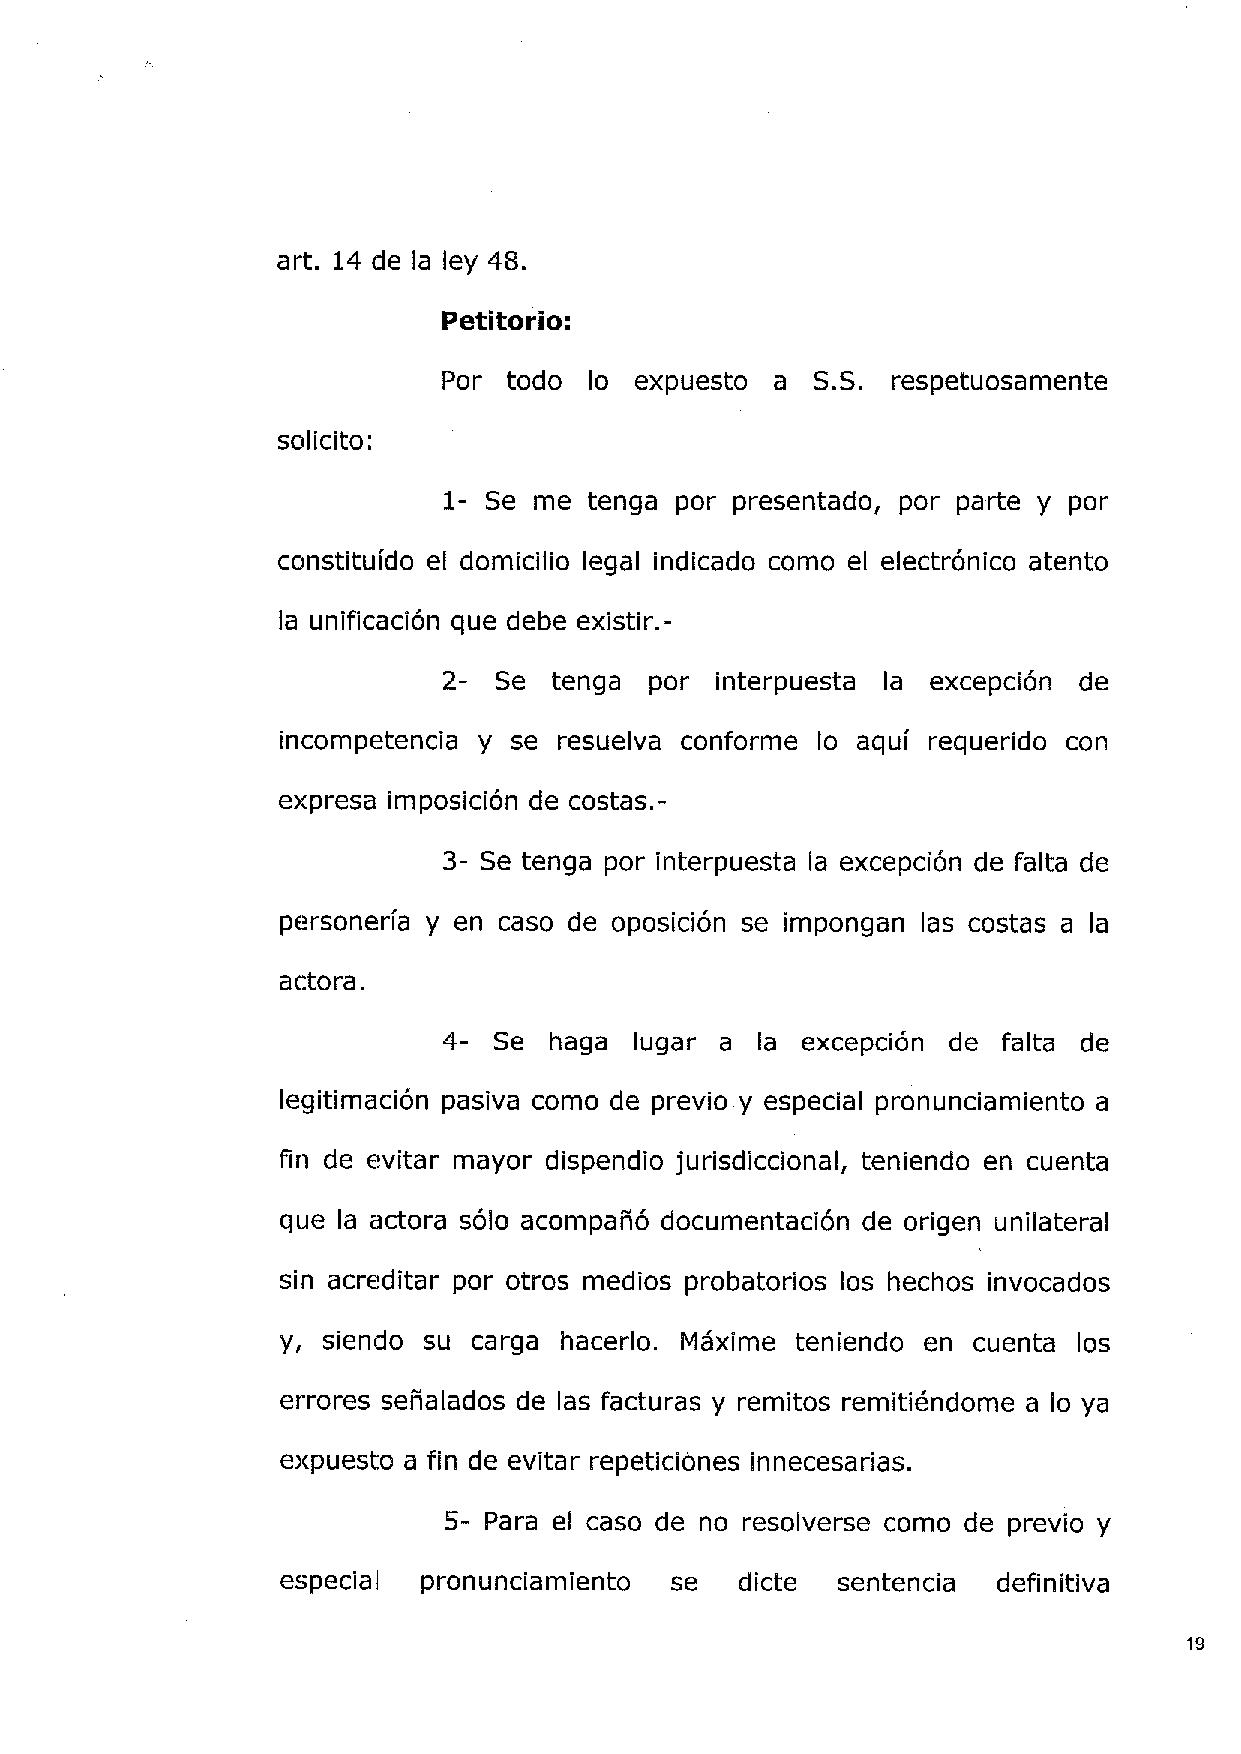 art. 14 de la ley 48.
Petitorio:
Por todo lo expuesto a S.S. respetuosamente
solicito:
1- Se me tenga por presentado, por parte y por
constituído el domicilio legal indicado como el electrónico atento
la unificación que debe existir.-
2- Se tenga por interpuesta la excepción de
incompetencia y se resuelva conforme lo aquí requerido con
expresa imposición de costas.-
3- Se tenga por interpuesta la excepción de falta de
personería y en caso de oposición se impongan las costas a la
actora.
4- Se haga lugar a la excepción de falta de
legitimación pasiva como de previo y especial pronunciamiento a
fin de evitar mayor dispendio jurisdiccional, teniendo en cuenta
que la actora sólo acompañó documentación de origen unilateral
sin acreditar por otros medios probatorios los hechos invocados
y, siendo su carga hacerlo. Máxime teniendo en cuenta los
errores señalados de las facturas y remitos remitiéndome a lo ya
expuesto a fin de evitar repeticiones innecesarias.
5- Para el caso de no resolverse como de previo y
especial pronunciamiento se dicte sentencia definitiva
19